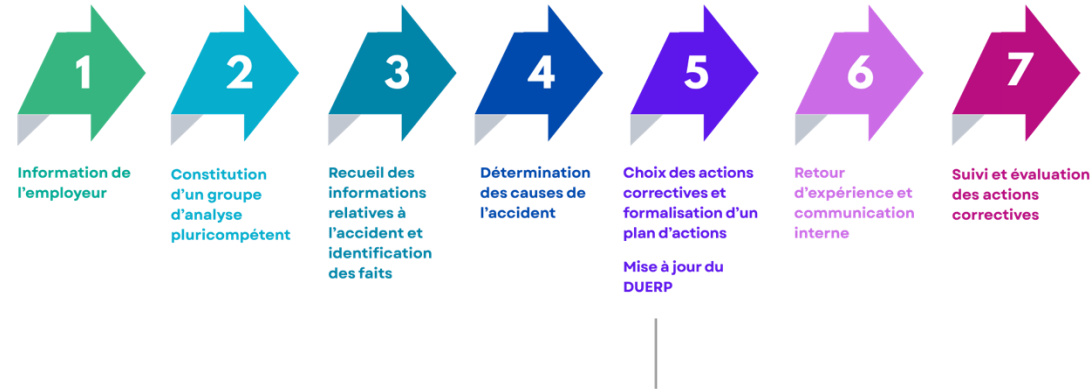 1
Information de
l'employeur
2
Constitution
d'un groupe
d'analyse
pluricompétent
3
Recueil des
informations
relatives à
l'accident et
identification
des faits
4
Détermination
des causes de
l'accident
5
Choix des actions
correctives et
formalisation d'un
plan d'actions
Mise à jour du
DUERP
6
Retour
d'expérience et
communication
interne
7
Suivi et évaluation
des actions
correctives